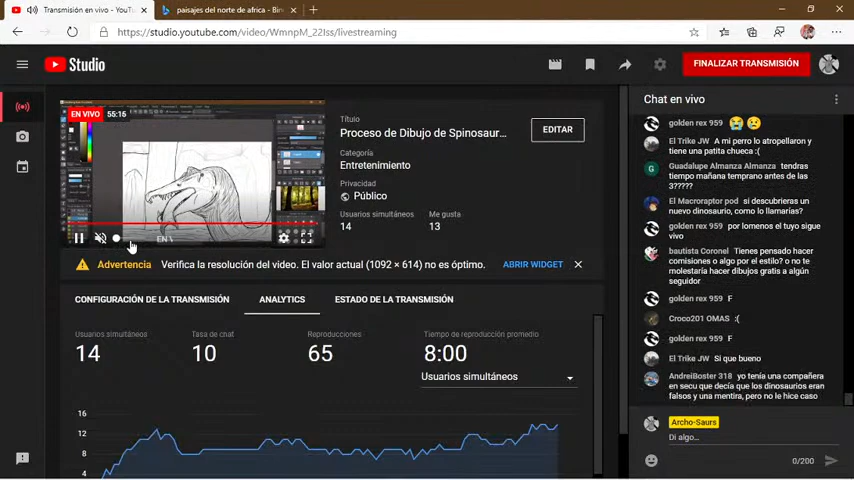 Transmisión en vivo - YouTu
paisajes del norte de africa - Bin
https://studio.youtube.com/video/WmnpM_22Iss/livestreaming
Studio
FINALIZAR TRANSMISIÓN
EN VIVO
55:16
EN \
Título
Proceso de Dibujo de Spinosaur...
EDITAR
Categoría
Entretenimiento
Privacidad
Público
Usuarios simultáneos
Me gusta
14
13
Advertencia
Verifica la resolución del video. El valor actual (1092 × 614) no es óptimo.
ABRIR WIDGET
CONFIGURACIÓN DE LA TRANSMISIÓN
ANALYTICS
ESTADO DE LA TRANSMISIÓN
Usuarios simultáneos
Tasa de chat
Reproducciones
Tiempo de reproducción promedio
14
10
65
8:00
Usuarios simultáneos
16
12
8
4
Chat en vivo
golden rex 959 😭😢
El Trike JW A mi perro lo atropellaron y
tiene una patita chueca :(
Guadalupe Almanza Almanza tendras
tiempo mañana temprano antes de las
3?????
El Macroraptor pod si descubrieras un
nuevo dinosaurio, como lo llamarías?
golden rex 959 por lomenos el tuyo sigue
vivo
bautista Coronel Tienes pensado hacer
comisiones o algo por el estilo? o no te
molestaría hacer dibujos gratis a algún
seguidor
golden rex 959 F
Croco201 OMAS :(
golden rex 959 F
El Trike JW Si que bueno
AndreiBoster 318 yo tenía una compañera
en secu que decía que los dinosaurios eran
falsos y una mentira, pero no le hice caso
Archo-Saurs
Di algo...
0/200